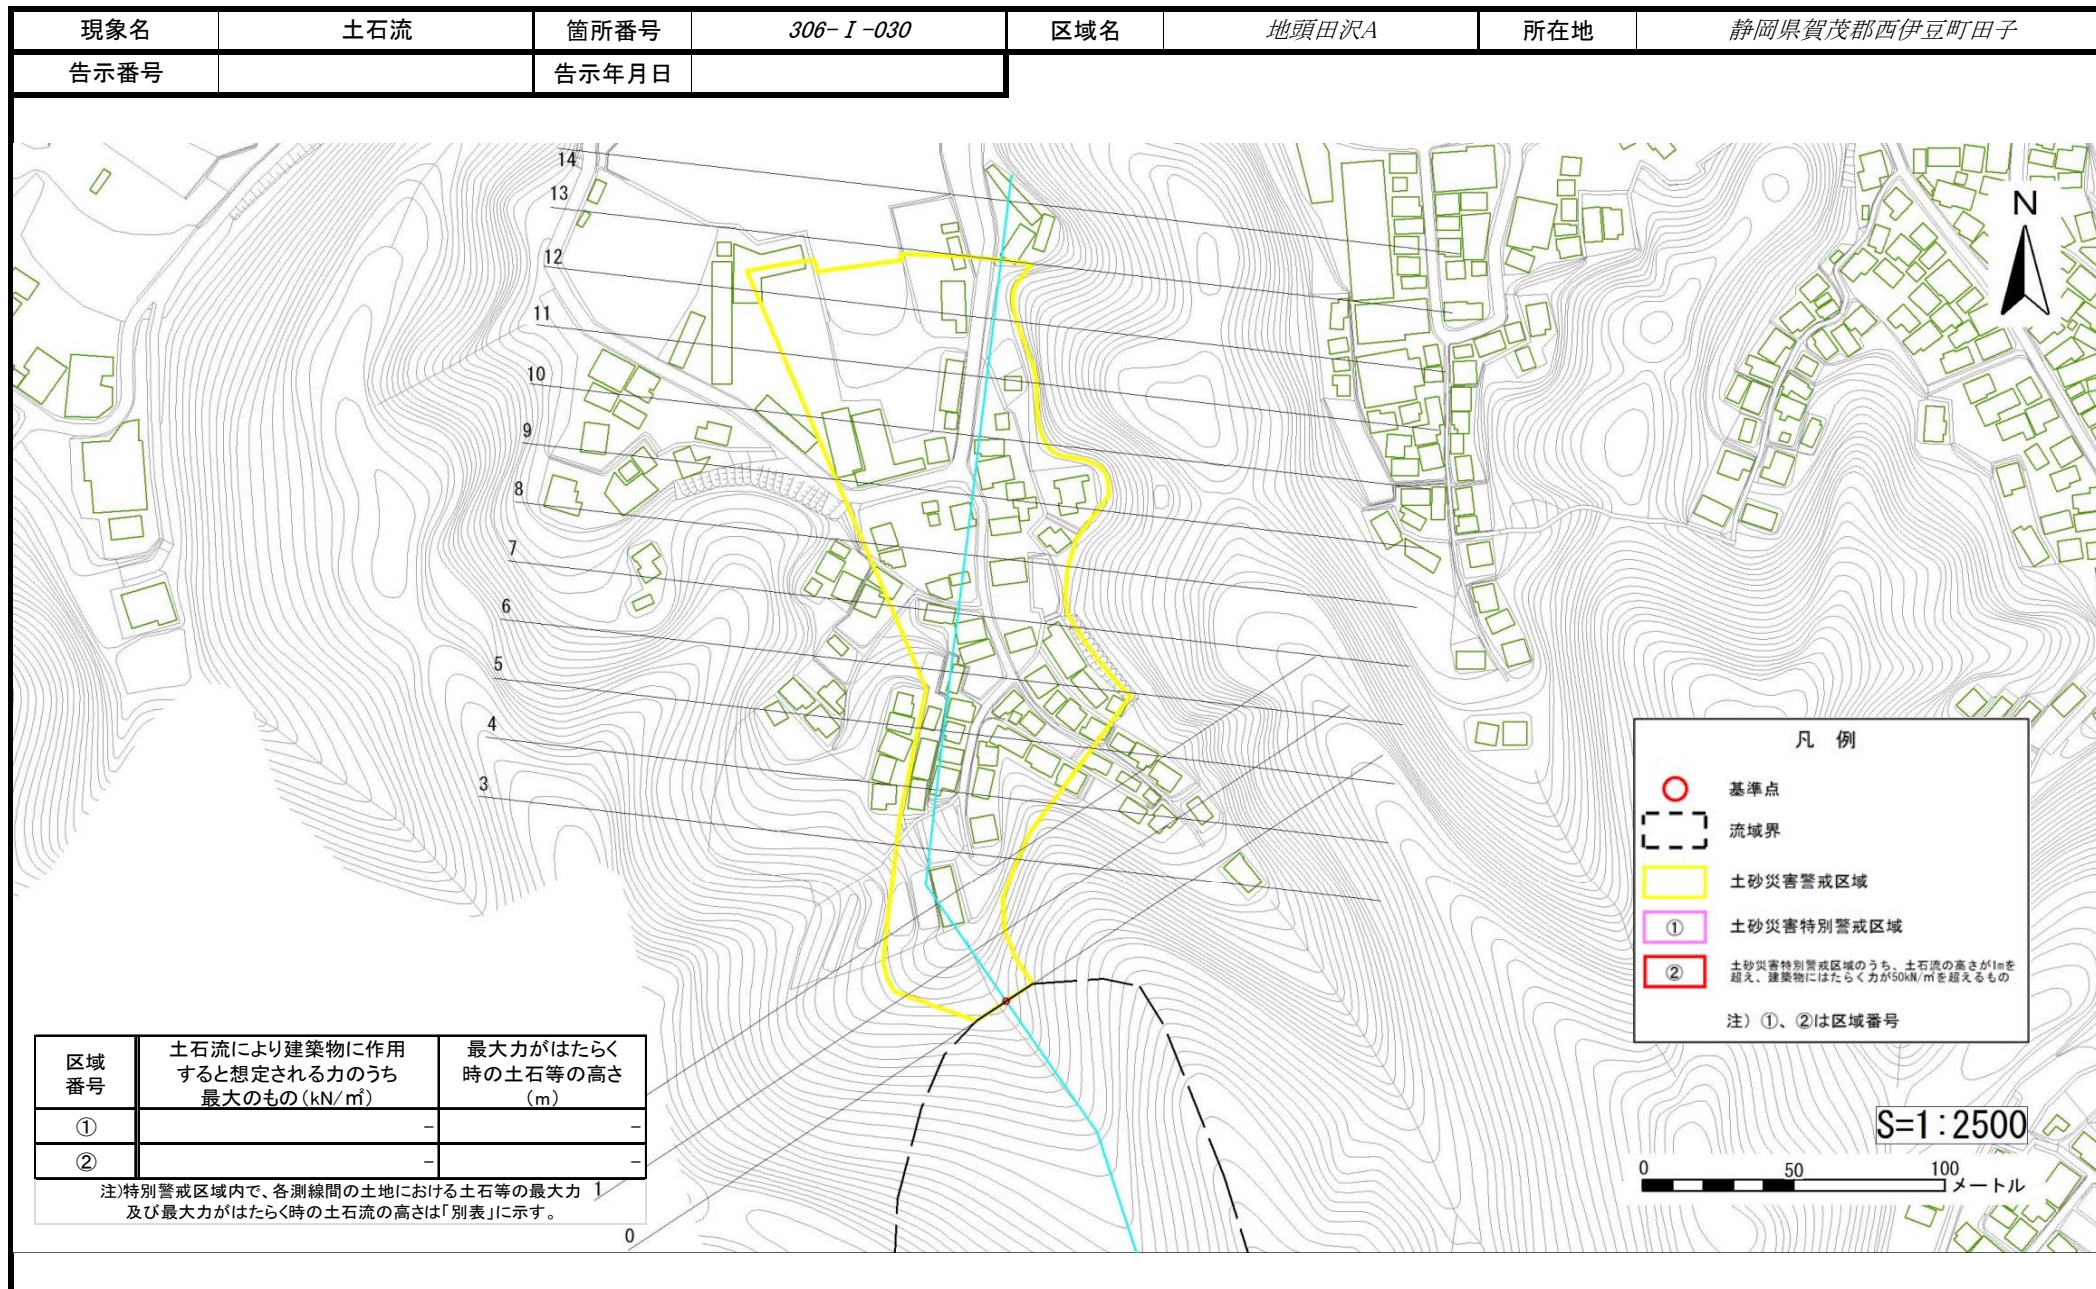 現象名 土石流 箇所番号 306-Ⅰ-030 区域名 地頭田沢A 所在地 静岡県賀茂郡西伊豆町田子
告示番号 告示年月日
14
13
12
11
10
9
8
7
6
5
4
3
1
0
N
凡 例
基準点
流域界
土砂災害警戒区域
① 土砂災害特別警戒区域
② 土砂災害特別警戒区域のうち、土石流の高さが1mを
超え、建築物にはたらく力が50kN/㎡を超えるもの
注）①、②は区域番号
S=1:2500
0 50 100
メートル
区域
番号
土石流により建築物に作用
すると想定される力のうち
最大のもの（kN/㎡）
最大力がはたらく
時の土石等の高さ
（m）
① － －
② － －
注)特別警戒区域内で、各測線間の土地における土石等の最大力
及び最大力がはたらく時の土石流の高さは「別表」に示す。